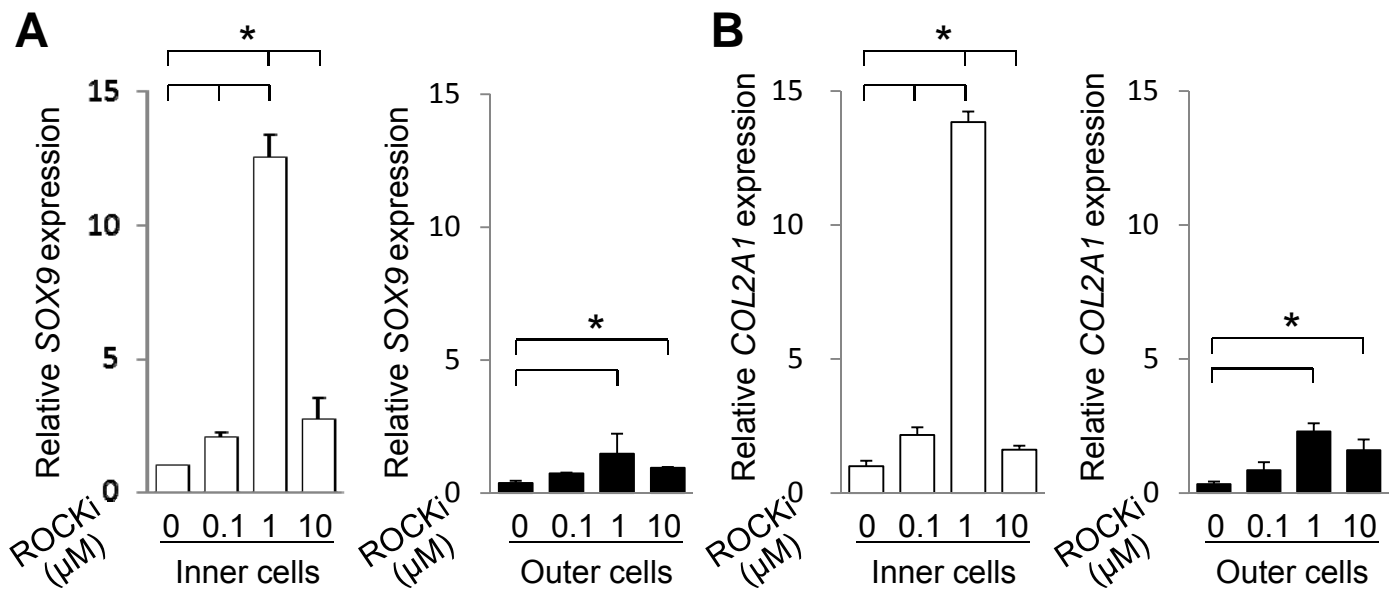 A
*
15
10
5
0
Relative SOX9 expression
ROCKi
(μM)
0 0.1 1 10
Inner cells
15
10
5
0
Relative SOX9 expression
*
ROCKi
(μM)
0 0.1 1 10
Outer cells
B
*
15
10
5
0
Relative COL2A1 expression
ROCKi
(μM)
0 0.1 1 10
Inner cells
15
10
5
0
Relative COL2A1 expression
*
ROCKi
(μM)
0 0.1 1 10
Outer cells